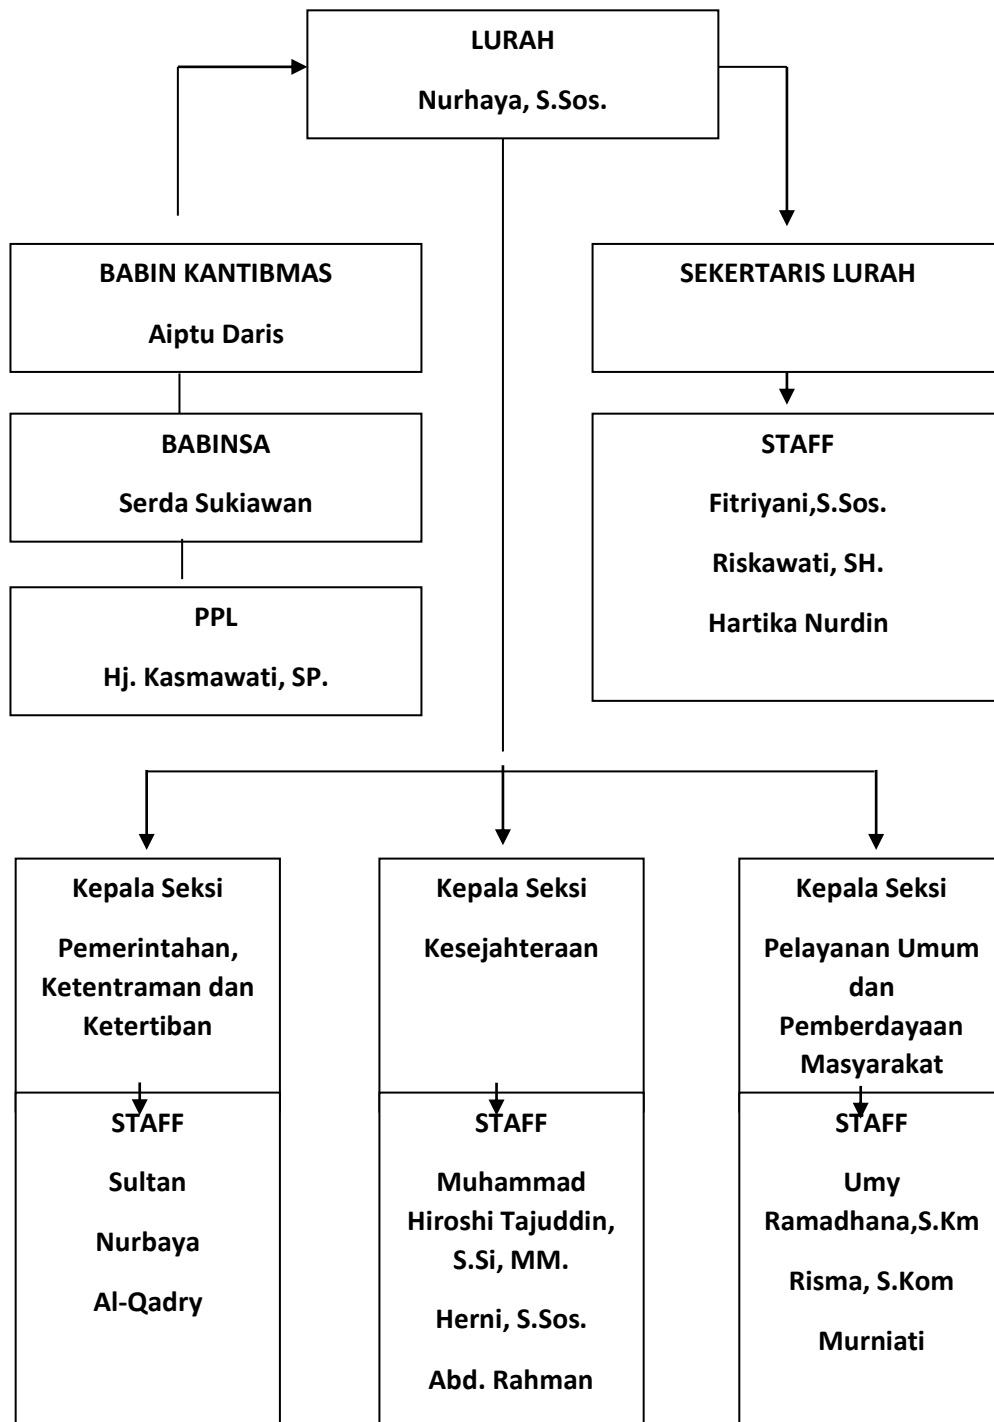 LURAH
Nurhaya, S.Sos.
BABIN KANTIBMAS
Aiptu Daris
SEKERTARIS LURAH
BABINSA
Serda Sukiawan
STAFF
Fitriyani,S.Sos.
Riskawati, SH.
Hartika Nurdin
PPL
Hj. Kasmawati, SP.
Kepala Seksi
Pemerintahan,
Ketentraman dan
Ketertiban
Kepala Seksi
Kesejahteraan
Kepala Seksi
Pelayanan Umum
dan
Pemberdayaan
Masyarakat
STAFF
Sultan
Nurbaya
Al-Qadry
STAFF
Muhammad
Hiroshi Tajuddin,
S.Si, MM.
Herni, S.Sos.
Abd. Rahman
STAFF
Umy
Ramadhana,S.Km
Risma, S.Kom
Murniati